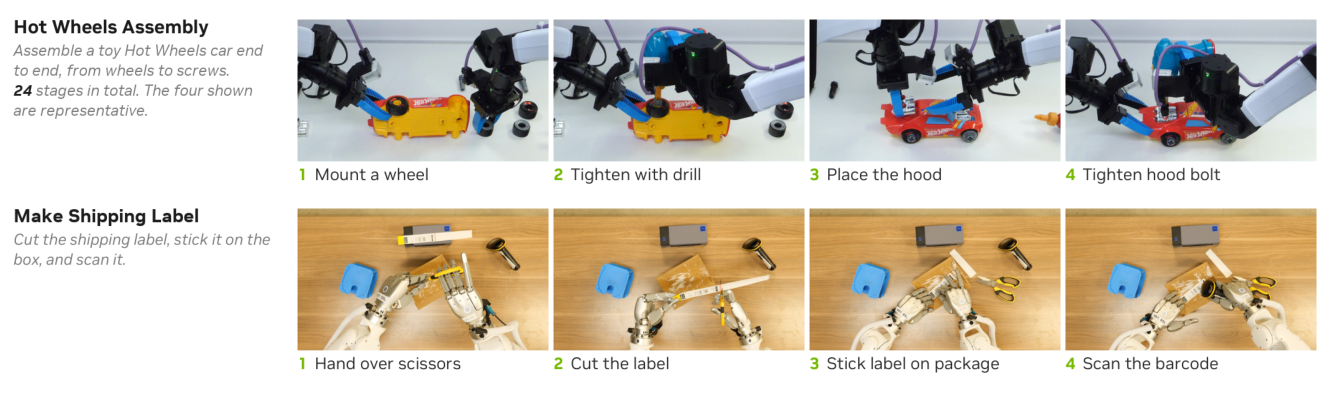 Hot Wheels Assembly
Assemble a toy Hot Wheels car end
to end, from wheels to screws.
24 stages in total. The four shown
are representative.
1 Mount a wheel
2 Tighten with drill
3 Place the hood
4 Tighten hood bolt
Make Shipping Label
Cut the shipping label, stick it on the
box, and scan it.
1 Hand over scissors
2 Cut the label
3 Stick label on package
4 Scan the barcode